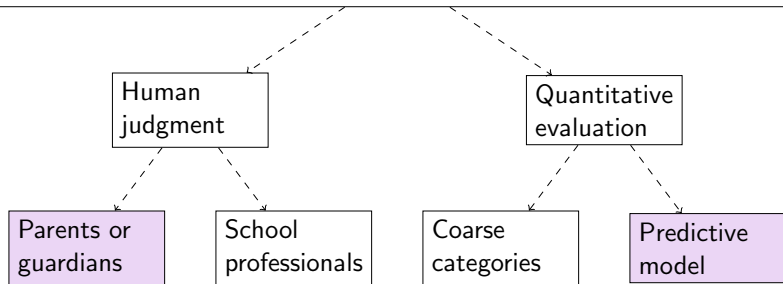 Human
judgment
Quantitative
evaluation
Parents or
guardians
School
professionals
Coarse
categories
Predictive
model